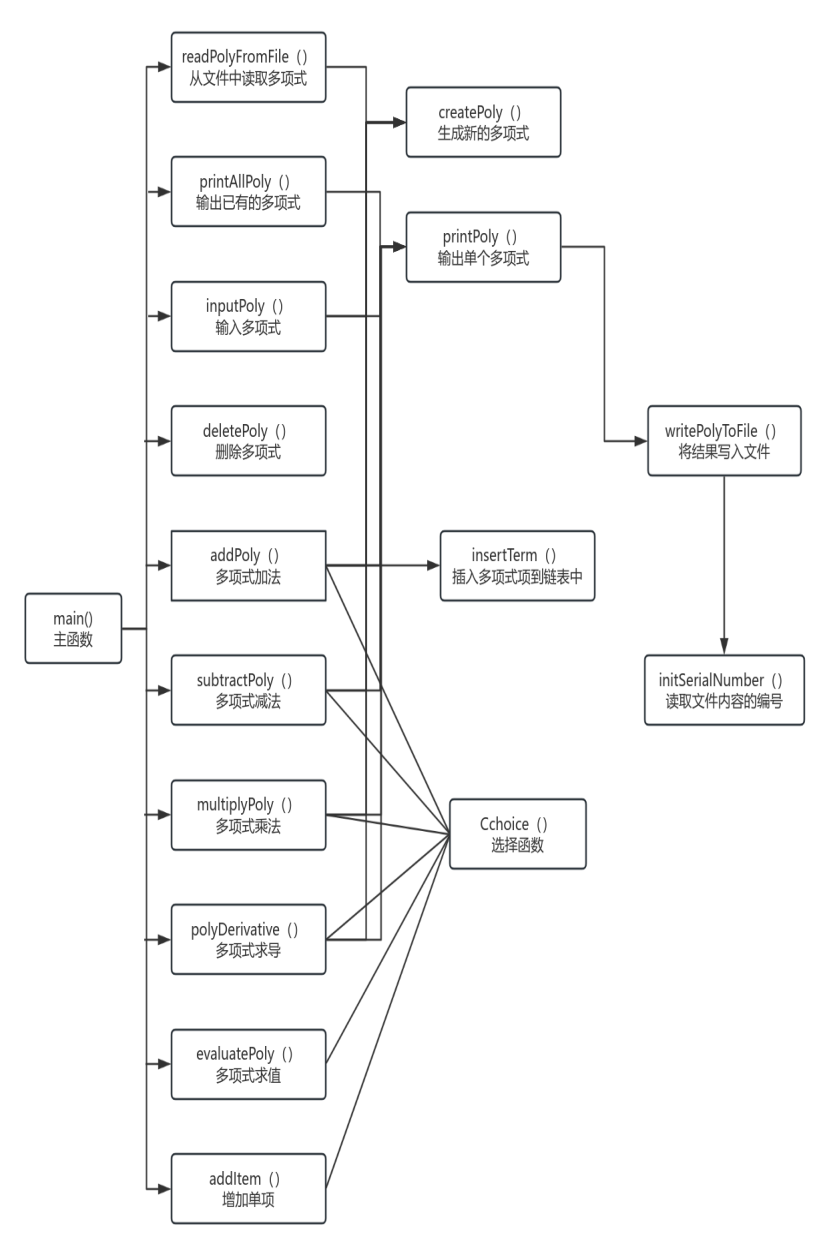 readPolyFromFile（）
从文件中读取多项式
createPoly（）
生成新的多项式
printAllPoly（）
输出已有的多项式
printPoly（）
输出单个多项式
inputPoly（）
输入多项式
deletePoly（）
删除多项式
writePolyToFile（）
将结果写入文件
addPoly（）
多项式加法
insertTerm（）
插入多项式项到链表中
main()
主函数
subtractPoly（）
多项式减法
initSerialNumber（）
读取文件内容的编号
multiplyPoly（）
多项式乘法
Cchoice（）
选择函数
polyDerivative（）
多项式求导
evaluatePoly（）
多项式求值
addItem（）
增加单项